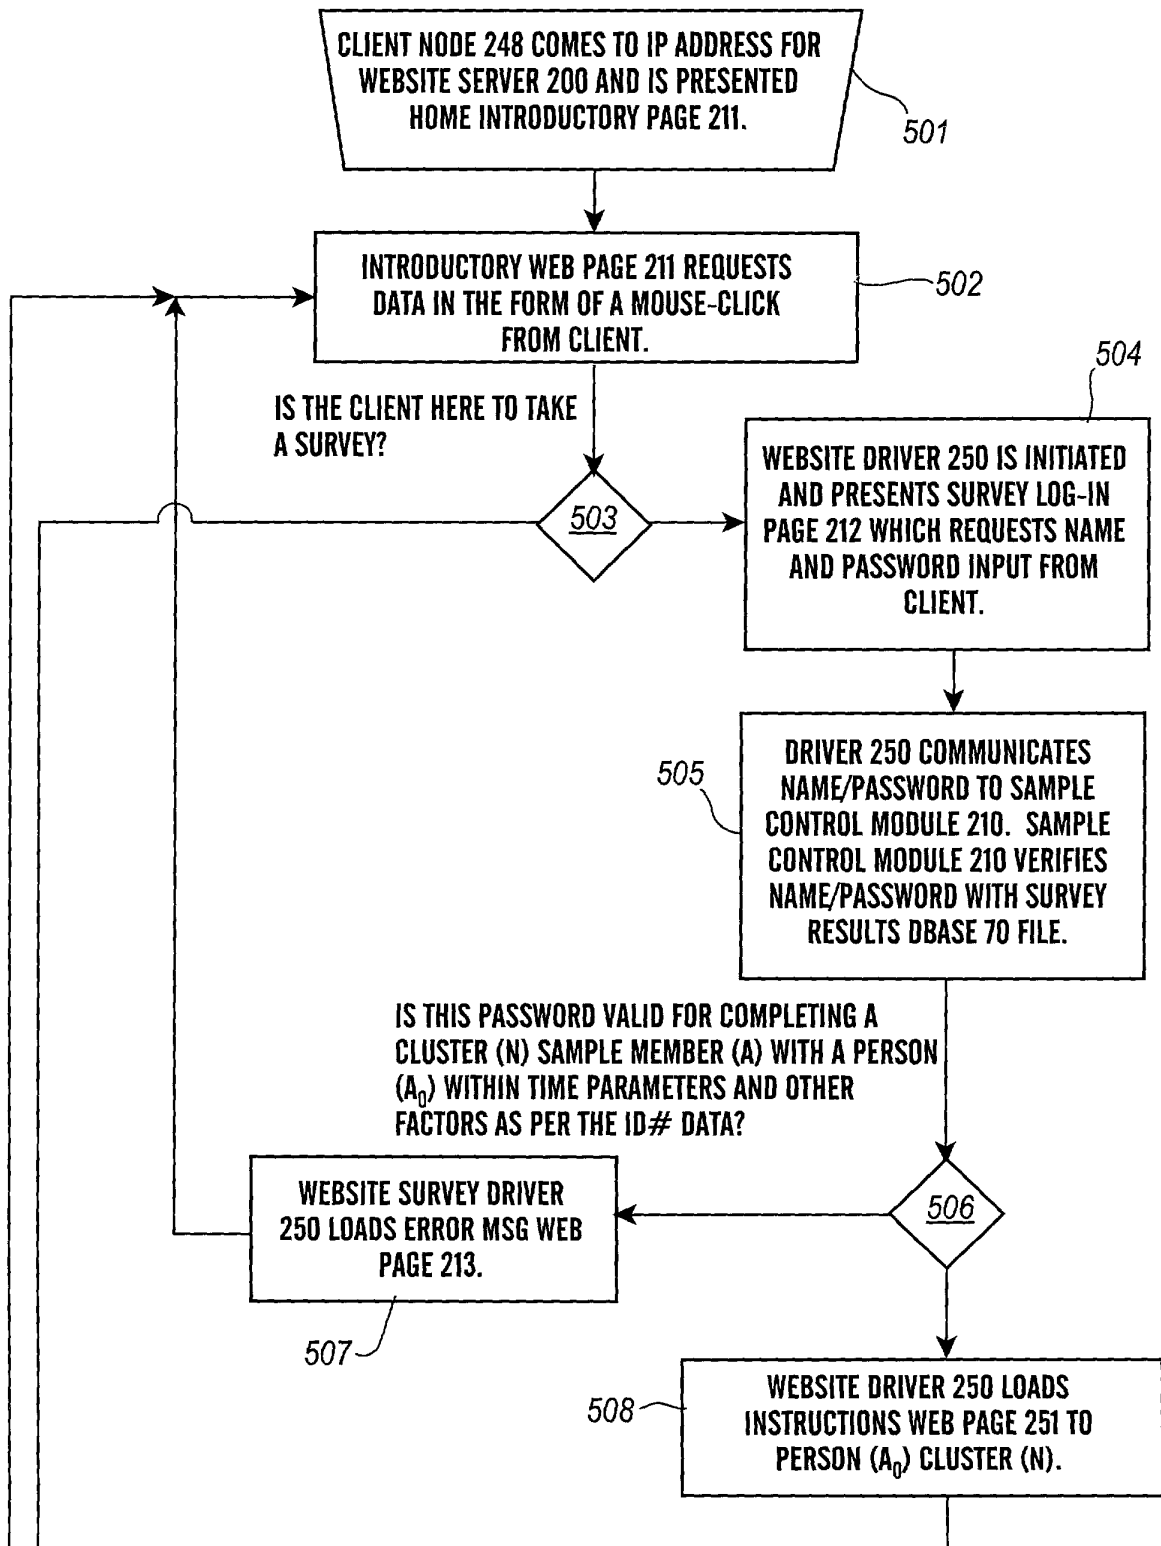 CLIENT NODE 248 COMES TO IP ADDRESS FOR
WEBSITE SERVER 200 AND IS PRESENTED
HOME INTRODUCTORY PAGE 211.
501
INTRODUCTORY WEB PAGE 211 REQUESTS
DATA IN THE FORM OF A MOUSE-CLICK
FROM CLIENT.
502
IS THE CLIENT HERE TO TAKE
A SURVEY?
503
504
WEBSITE DRIVER 250 IS INITIATED
AND PRESENTS SURVEY LOG-IN
PAGE 212 WHICH REQUESTS NAME
AND PASSWORD INPUT FROM
CLIENT.
505
DRIVER 250 COMMUNICATES
NAME/PASSWORD TO SAMPLE
CONTROL MODULE 210. SAMPLE
CONTROL MODULE 210 VERIFIES
NAME/PASSWORD WITH SURVEY
RESULTS DBASE 70 FILE.
IS THIS PASSWORD VALID FOR COMPLETING A
CLUSTER (N) SAMPLE MEMBER (A) WITH A PERSON
(A₀) WITHIN TIME PARAMETERS AND OTHER
FACTORS AS PER THE ID# DATA?
506
WEBSITE SURVEY DRIVER
250 LOADS ERROR MSG WEB
PAGE 213.
507
508
WEBSITE DRIVER 250 LOADS
INSTRUCTIONS WEB PAGE 251 TO
PERSON (A₀) CLUSTER (N).